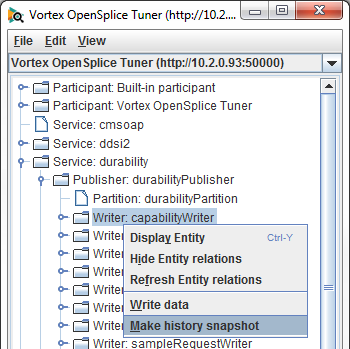 Vortex OpenSplice Tuner (http://10.2....
File Edit View
Vortex OpenSplice Tuner (http://10.2.0.93:50000)
Participant: Built-in participant
Participant: Vortex OpenSplice Tuner
Service: cmsoap
Service: ddsi2
Service: durability
Publisher: durabilityPublisher
Partition: durabilityPartition
Writer: capabilityWriter
Writer
Display Entity Ctrl-Y
Writer
Hide Entity relations
Writer
Refresh Entity relations
Writer
Write data
Writer
Make history snapshot
Writer: sampleRequestWriter